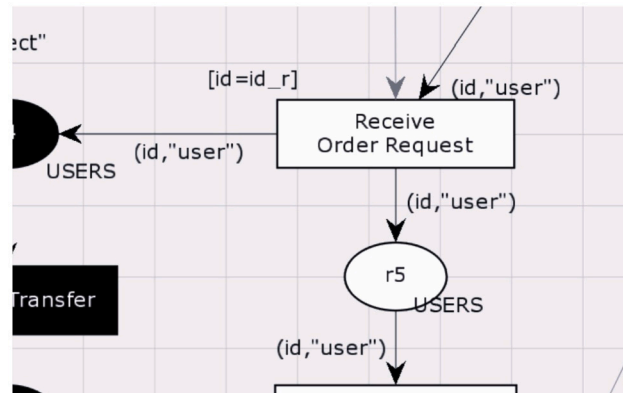 ect"
[id=id_r]
(id,"user")
Receive
Order Request
(id,"user")
USERS
(id,"user")
r5
USERS
Transfer
(id,"user")